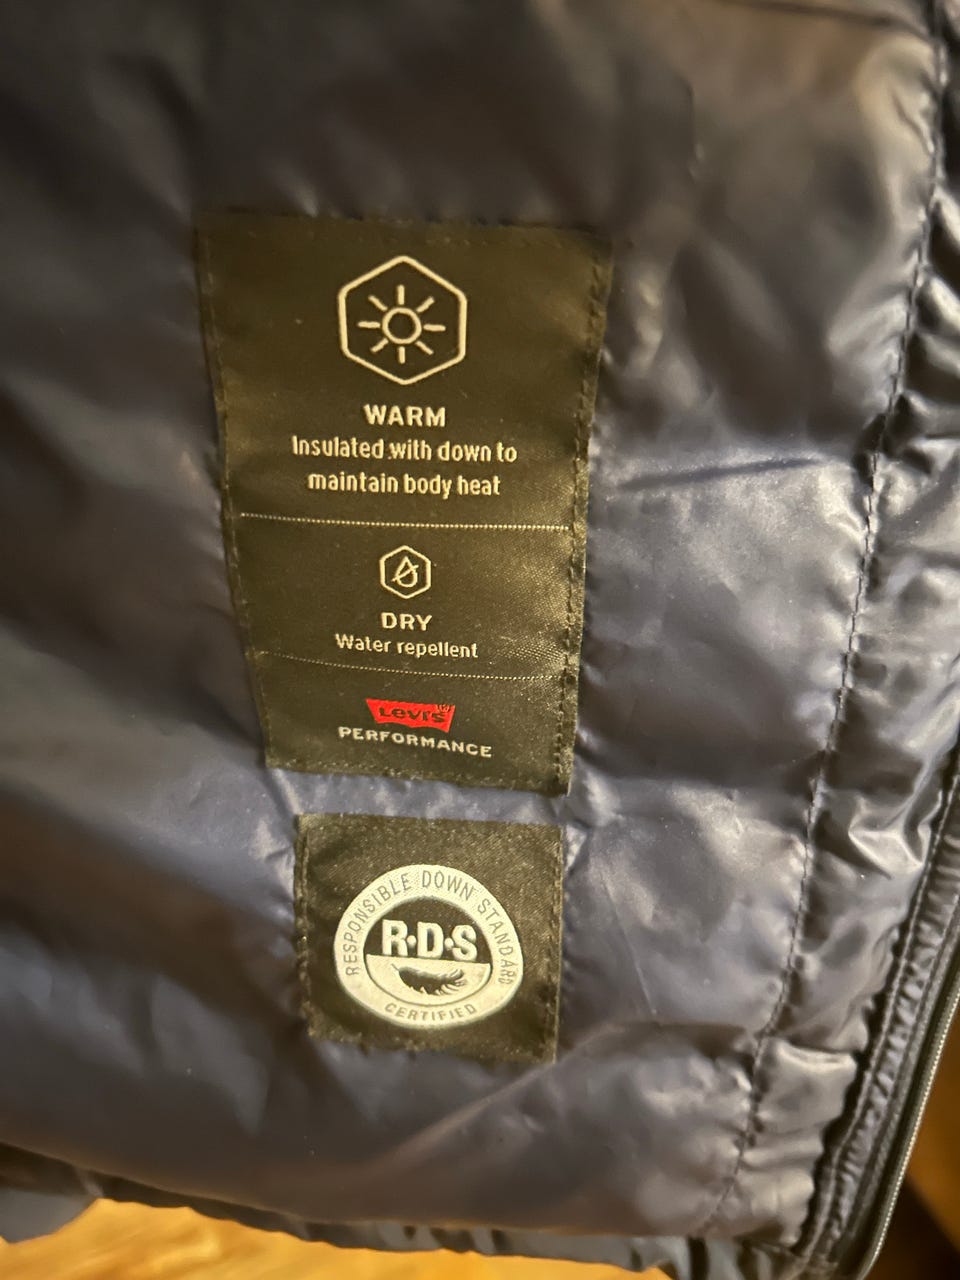 WARM
Insulated with down to
maintain body heat
DRY
Water repellent
Levi's®
PERFORMANCE
RESPONSIBLE DOWN STANDARD
R·D·S
CERTIFIED